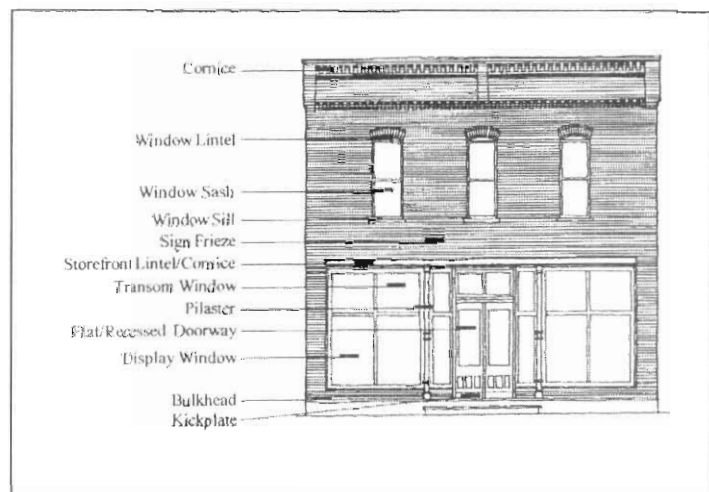 Cornice
Window Lintel
Window Sash
Window Sill
Sign Frieze
Storefront Lintel/Cornice
Transom Window
Pilaster
Flat/Recessed Doorway
Display Window
Bulkhead
Kickplate